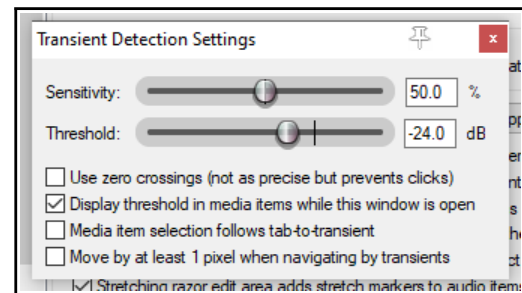 Transient Detection Settings
x
Sensitivity: 50.0 %
Threshold: -24.0 dB
Use zero crossings (not as precise but prevents clicks)
Display threshold in media items while this window is open
Media item selection follows tab-to-transient
Move by at least 1 pixel when navigating by transients
Stretching razor edit area adds stretch markers to audio items